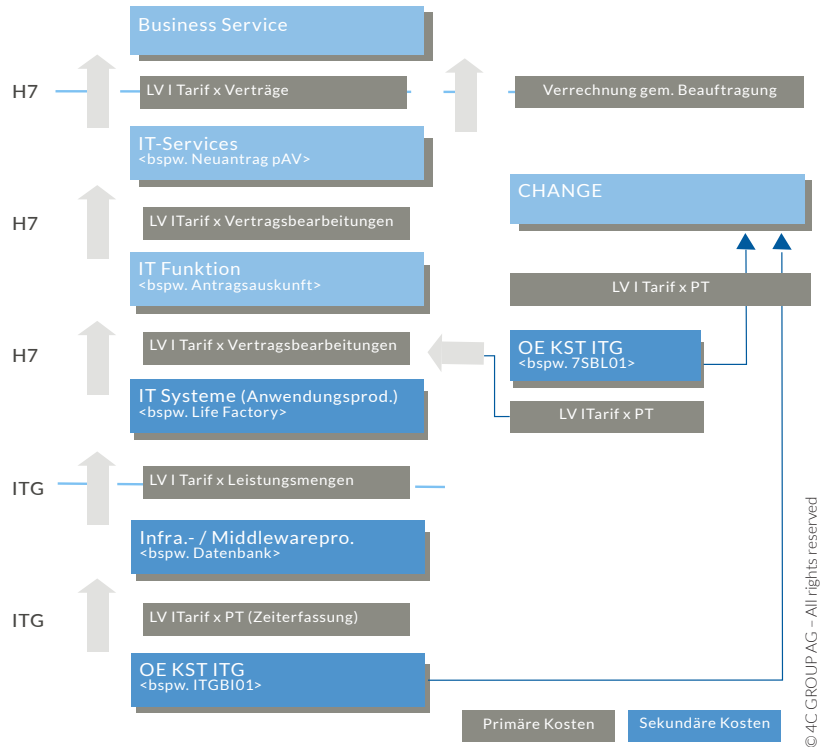 Business Service
H7
LV I Tarif x Verträge
Verrechnung gem. Beauftragung
IT-Services
<bspw. Neuantrag pAV>
CHANGE
H7
LV ITarif x Vertragsbearbeitungen
IT Funktion
<bspw. Antragsauskunft>
LV I Tarif x PT
H7
LV I Tarif x Vertragsbearbeitungen
OE KST ITG
<bspw. 7SBL01>
IT Systeme (Anwendungsprod.)
<bspw. Life Factory>
LV ITarif x PT
ITG
LV I Tarif x Leistungsmengen
Infra.- / Middlewarepro.
<bspw. Datenbank>
ITG
LV ITarif x PT (Zeiterfassung)
OE KST ITG
<bspw. ITGBI01>
Primäre Kosten
Sekundäre Kosten
© 4C GROUP AG – All rights reserved